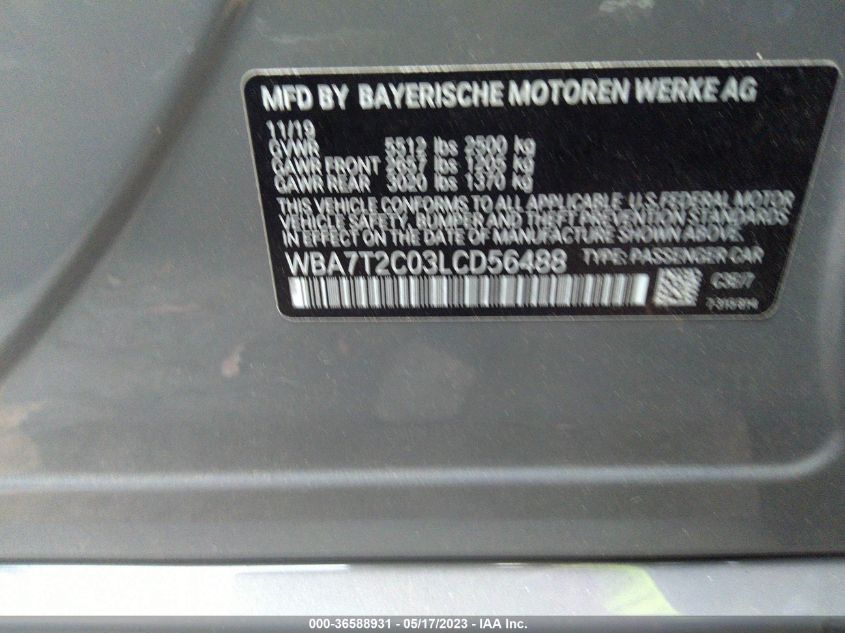 MFD BY BAYERISCHE MOTOREN WERKE AG
11/19
GVWR 5512 lbs 2500 kg
GAWR FRONT 2657 lbs 1205 kg
GAWR REAR 3020 lbs 1370 kg
THIS VEHICLE CONFORMS TO ALL APPLICABLE U.S. FEDERAL MOTOR
VEHICLE SAFETY, BUMPER AND THEFT PREVENTION STANDARDS
IN EFFECT ON THE DATE OF MANUFACTURE SHOWN ABOVE.
WBA7T2C03LCD56488 TYPE: PASSENGER CAR
000-36588931 - 05/17/2023 - IAA Inc.